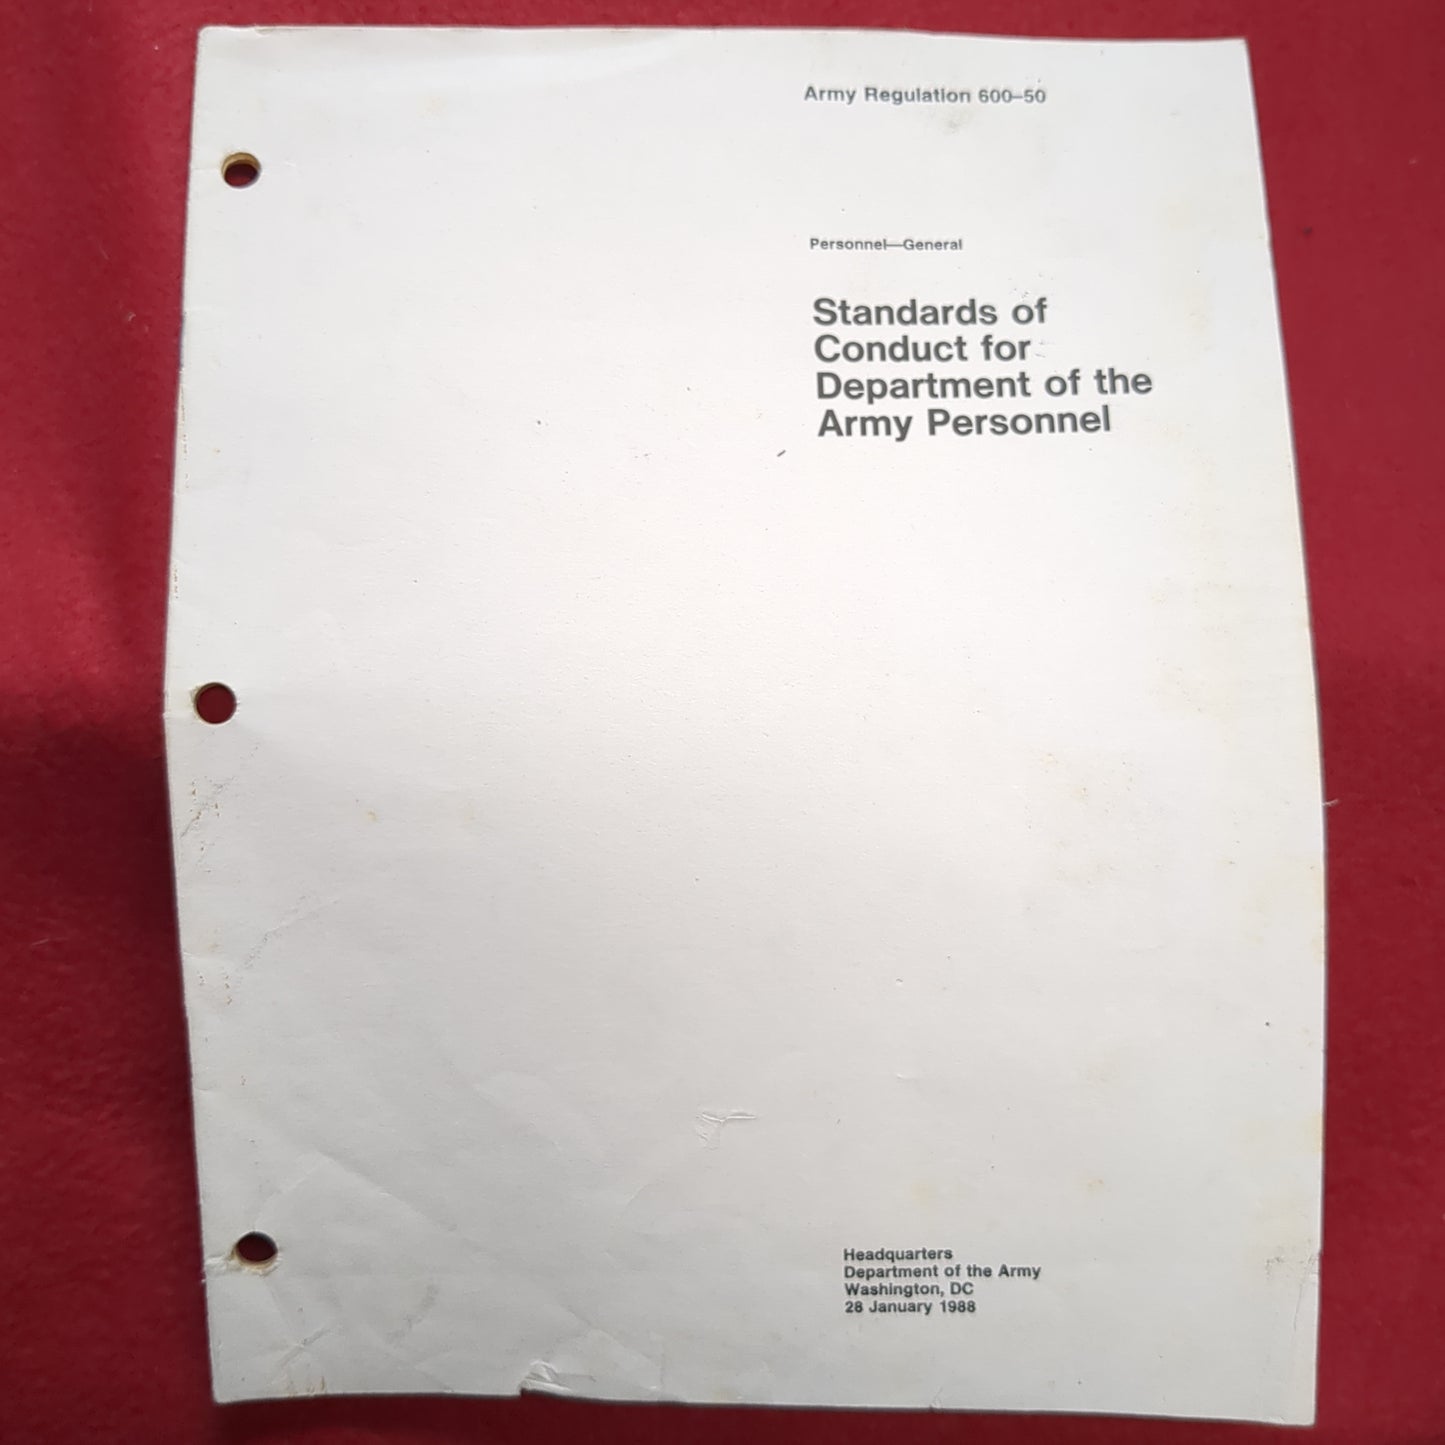 Army Regulation 600–50
Personnel—General
Standards of
Conduct for
Department of the
Army Personnel
Headquarters
Department of the Army
Washington, DC
28 January 1988